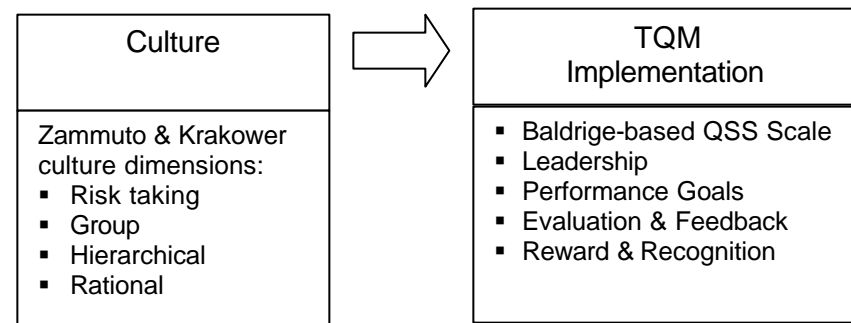 Culture
Zammuto & Krakower
culture dimensions:
▪ Risk taking
▪ Group
▪ Hierarchical
▪ Rational
TQM
Implementation
▪ Baldrige-based QSS Scale
▪ Leadership
▪ Performance Goals
▪ Evaluation & Feedback
▪ Reward & Recognition